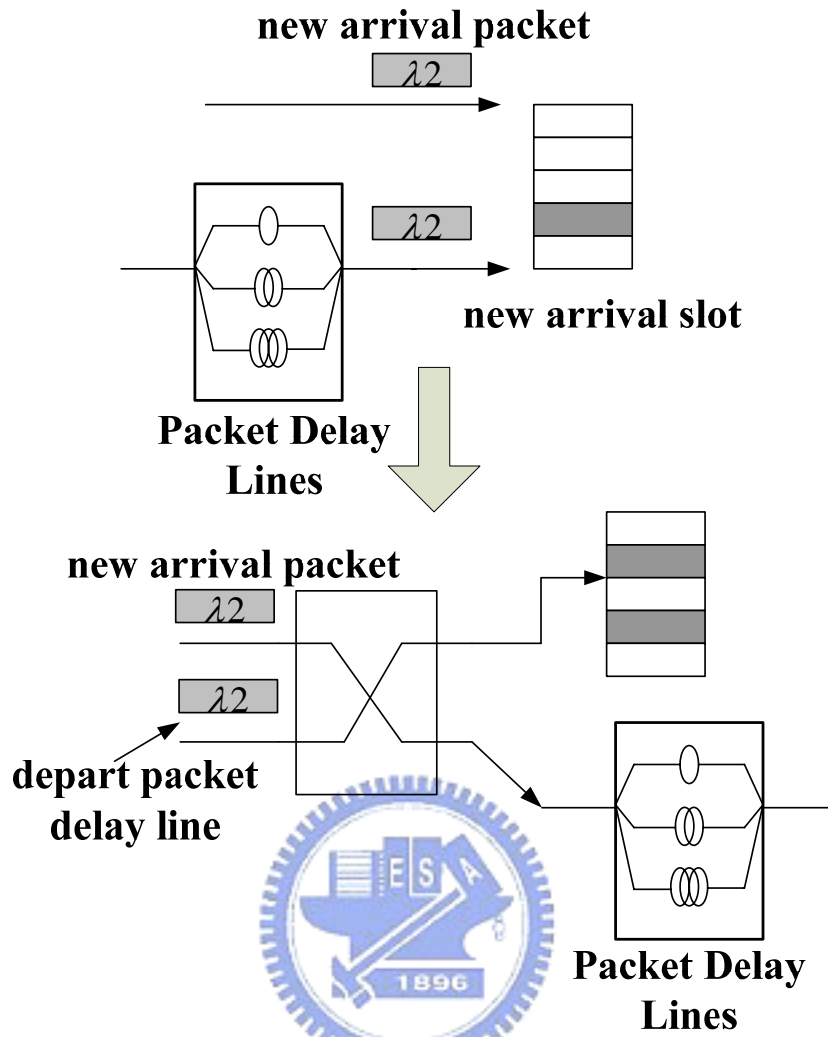 new arrival packet
λ2
λ2
new arrival slot
Packet Delay
Lines
new arrival packet
λ2
λ2
depart packet
delay line
E S A
1896
Packet Delay
Lines